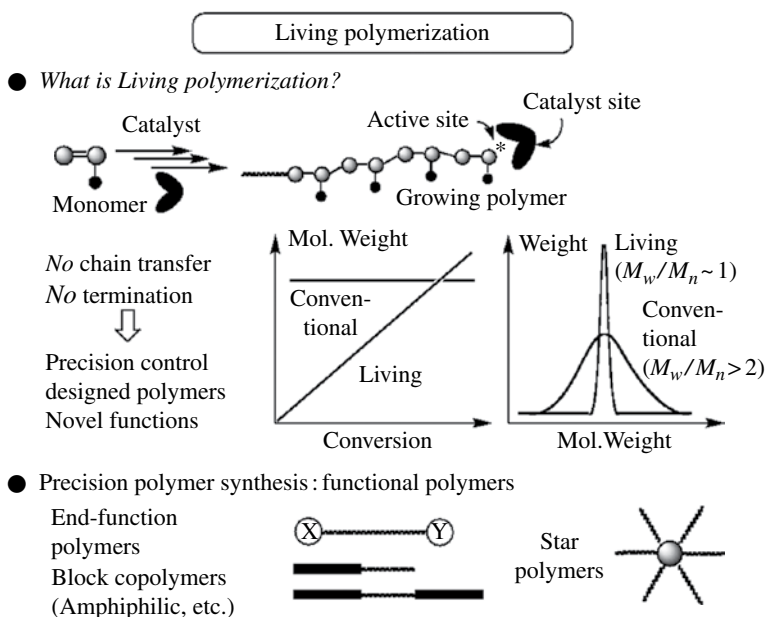 Living polymerization
● What is Living polymerization?
Catalyst
Active site
Catalyst site
*
Monomer
Growing polymer
No chain transfer
No termination
Precision control
designed polymers
Novel functions
Mol. Weight
Conven-
tional
Living
Conversion
Weight
Living
(Mw/Mn~1)
Conven-
tional
(Mw/Mn>2)
Mol.Weight
● Precision polymer synthesis: functional polymers
End-function
polymers
X
Y
Block copolymers
(Amphiphilic, etc.)
Star
polymers